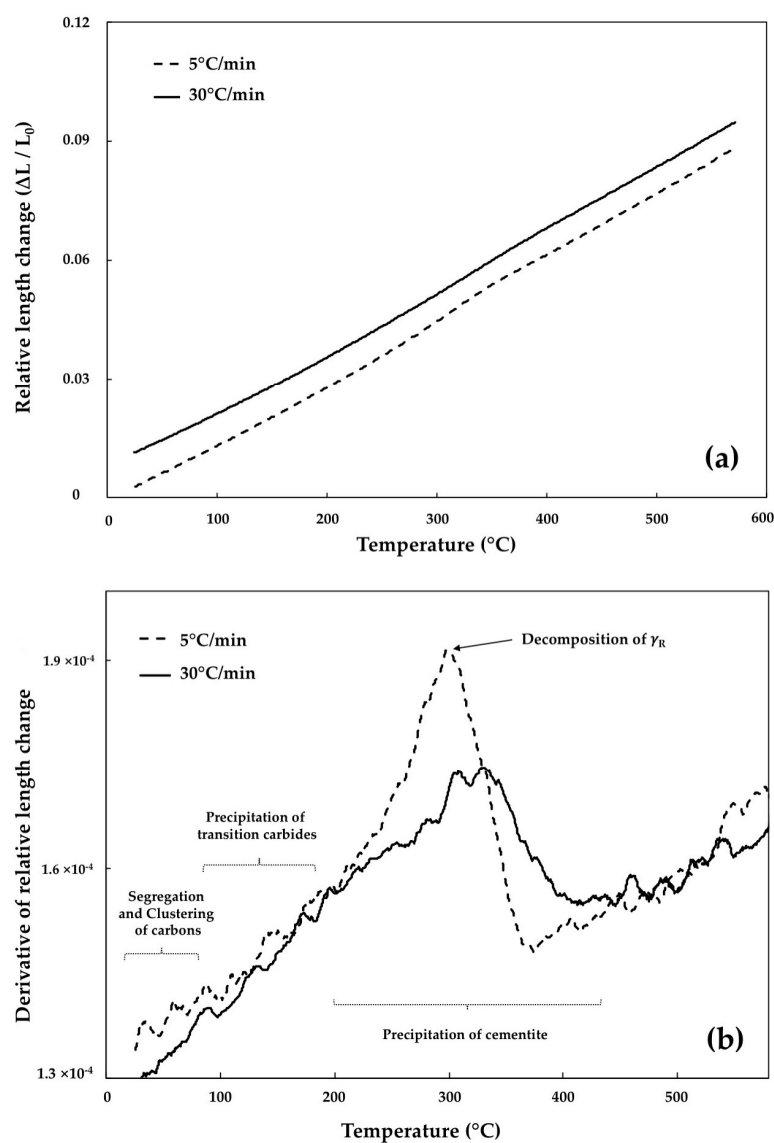 0.12
5°C/min
30°C/min
0.09
0.06
0.03
0
0
100
200
300
400
500
600
Relative length change (ΔL / L₀)
Temperature (°C)
(a)
5°C/min
30°C/min
Decomposition of γR
1.9 ×10⁻⁴
Precipitation of
transition carbides
1.6 ×10⁻⁴
Segregation
and Clustering
of carbons
Precipitation of cementite
1.3 ×10⁻⁴
0
100
200
300
400
500
Derivative of relative length change
Temperature (°C)
(b)